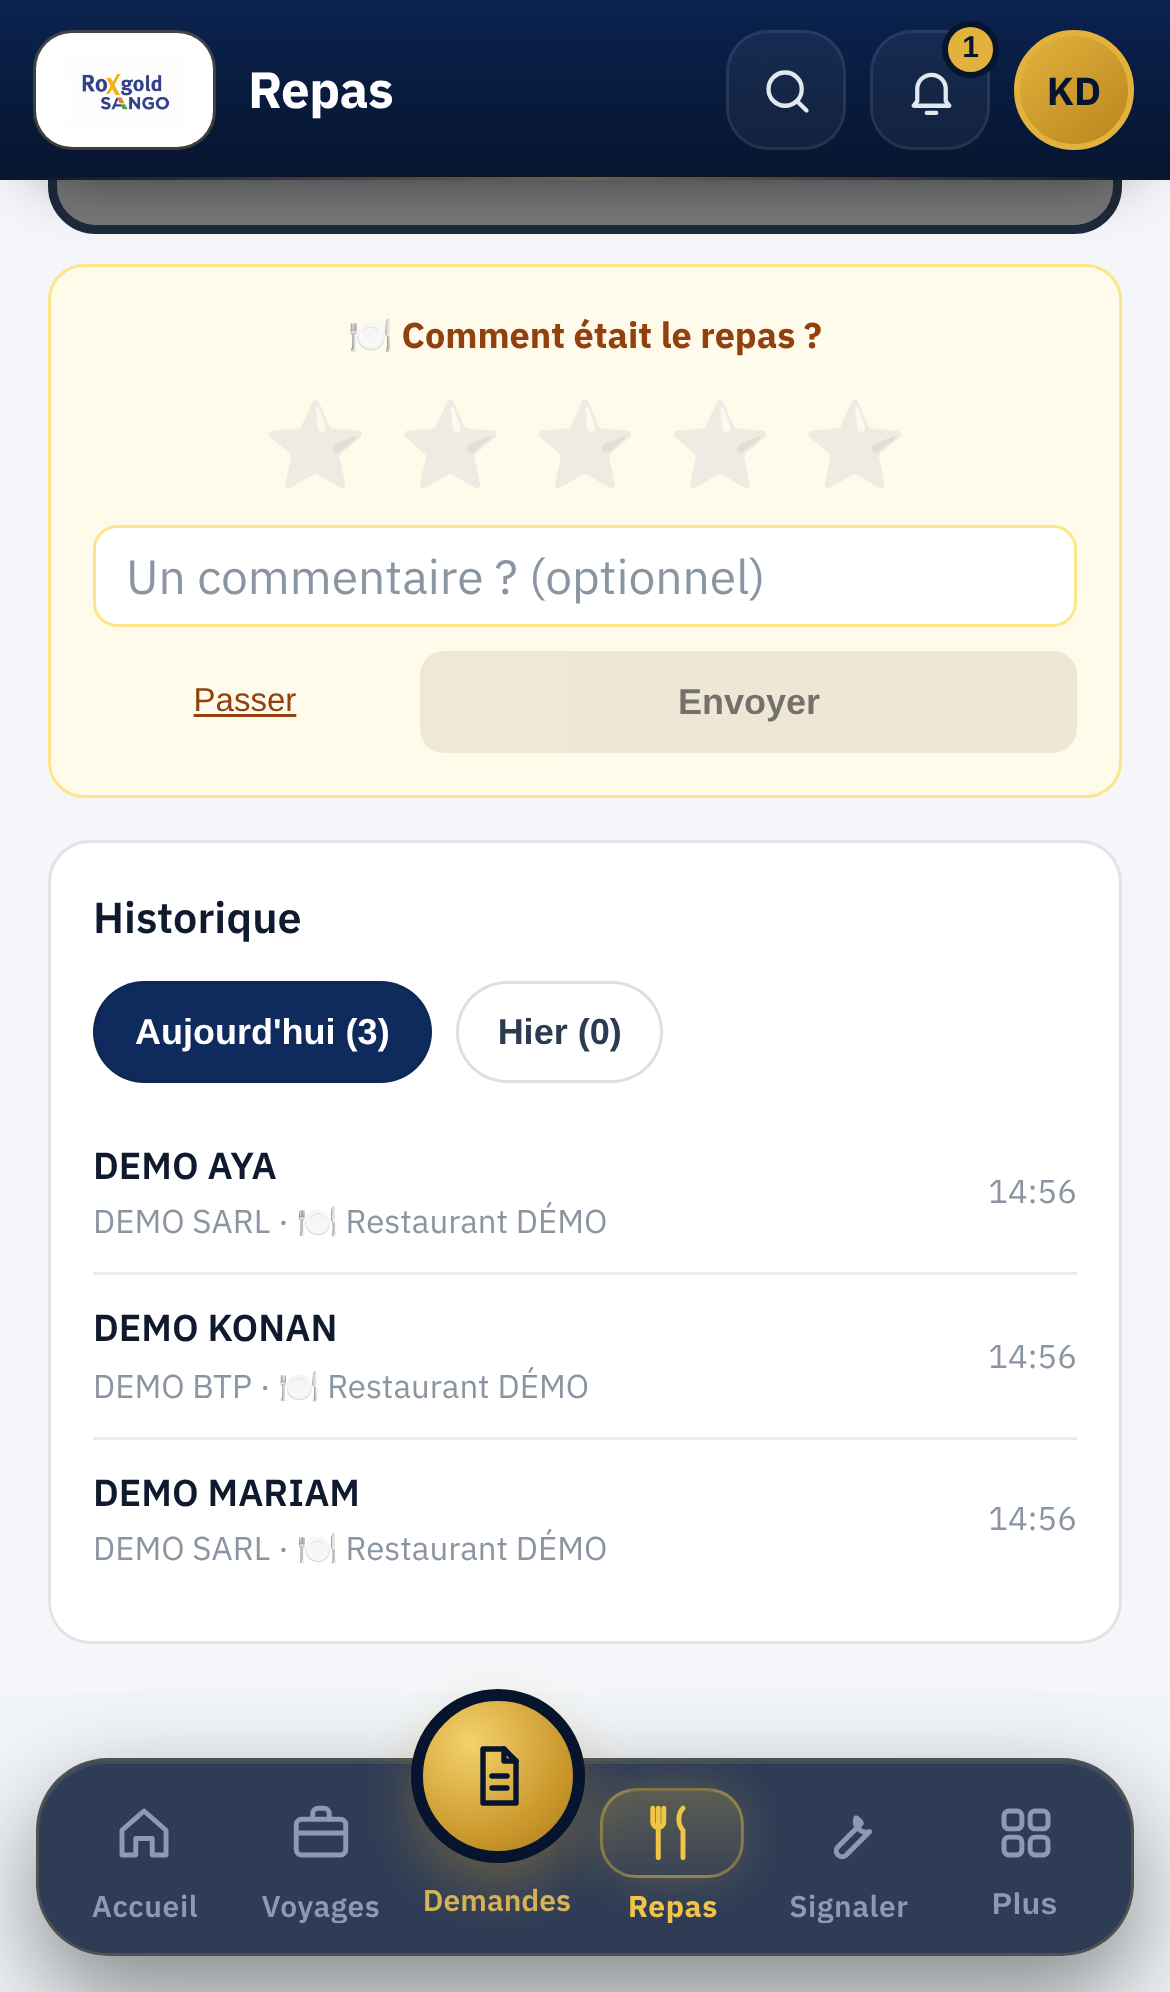 Roxgold
SANGO
Repas
1
KD
🍽️ Comment était le repas ?
Un commentaire ? (optionnel)
Passer
Envoyer
Historique
Aujourd'hui (3)
Hier (0)
DEMO AYA
DEMO SARL · 🍽️ Restaurant DÉMO
14:56
DEMO KONAN
DEMO BTP · 🍽️ Restaurant DÉMO
14:56
DEMO MARIAM
DEMO SARL · 🍽️ Restaurant DÉMO
14:56
Accueil
Voyages
Demandes
Repas
Signaler
Plus